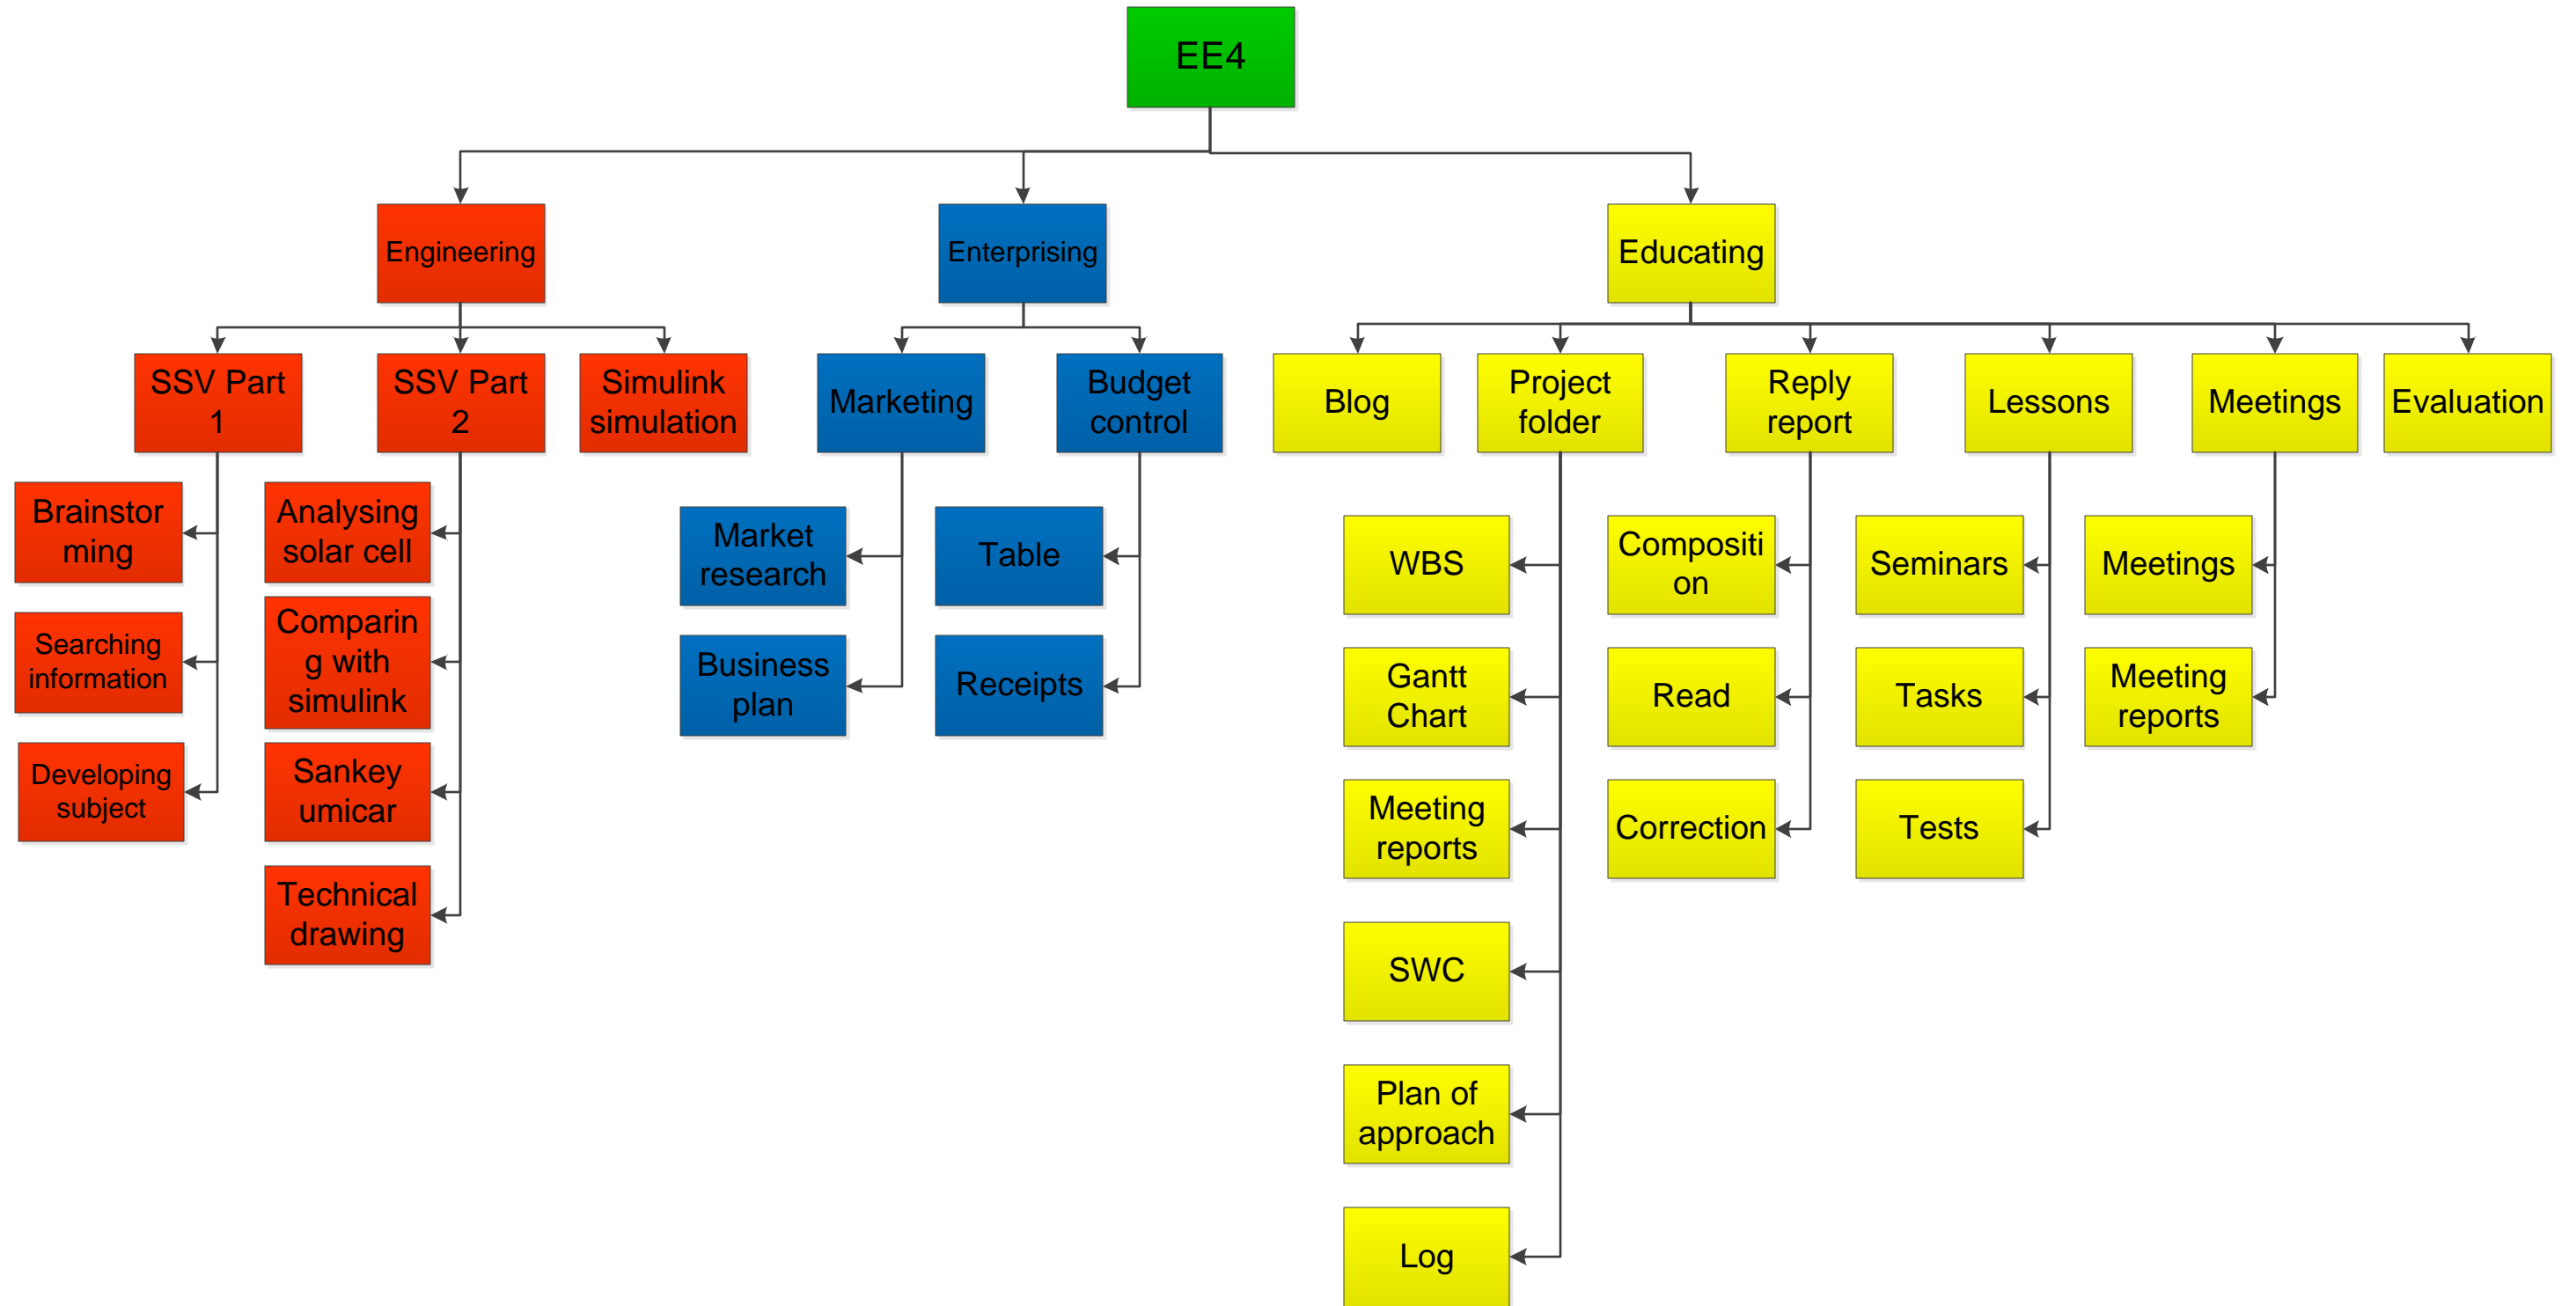 EE4
Engineering
Enterprising
Educating
SSV Part
1
SSV Part
2
Simulink
simulation
Marketing
Budget
control
Blog
Project
folder
Reply
report
Lessons
Meetings
Evaluation
Brainstor
ming
Searching
information
Developing
subject
Analysing
solar cell
Comparin
g with
simulink
Sankey
umicar
Technical
drawing
Market
research
Business
plan
Table
Receipts
WBS
Gantt
Chart
Meeting
reports
SWC
Plan of
approach
Log
Compositi
on
Read
Correction
Seminars
Tasks
Tests
Meetings
Meeting
reports